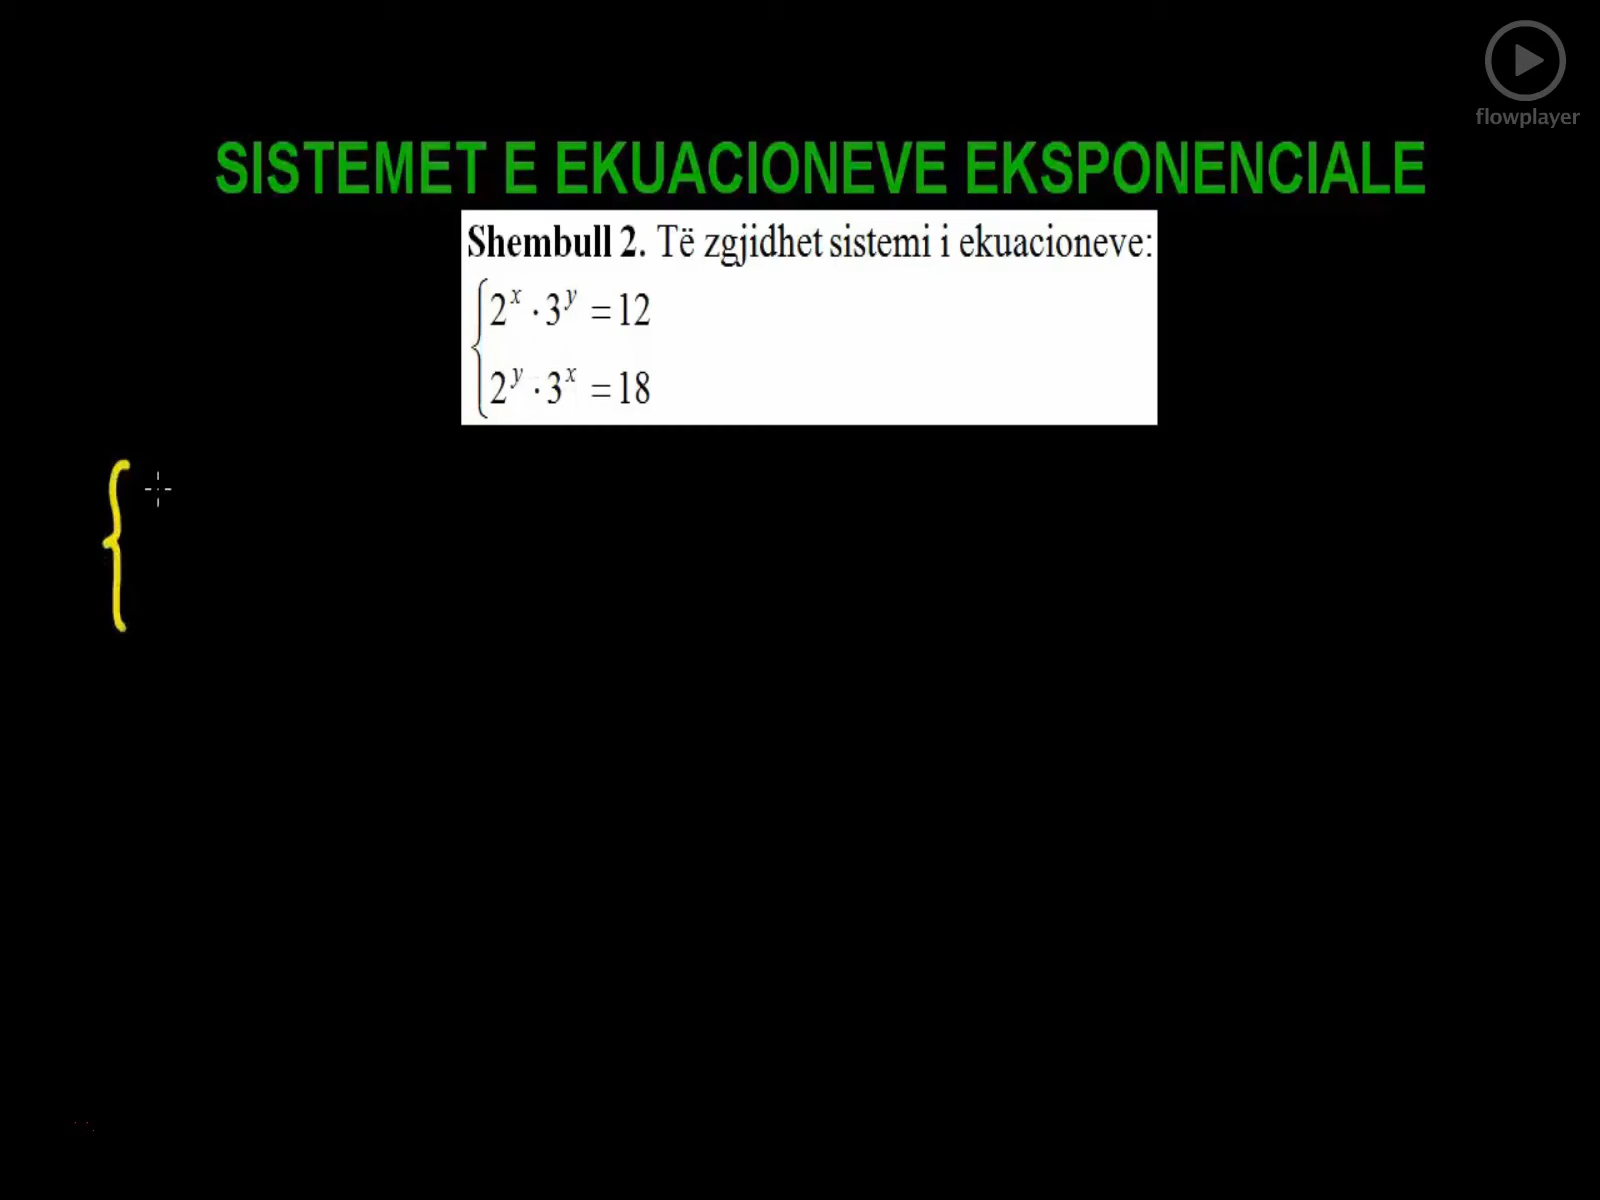 flowplayer
SISTEMET E EKUACIONEVE EKSPONENCIALE
Shembull 2. Të zgjidhet sistemi i ekuacioneve:
2^x · 3^y = 12
2^y · 3^x = 18